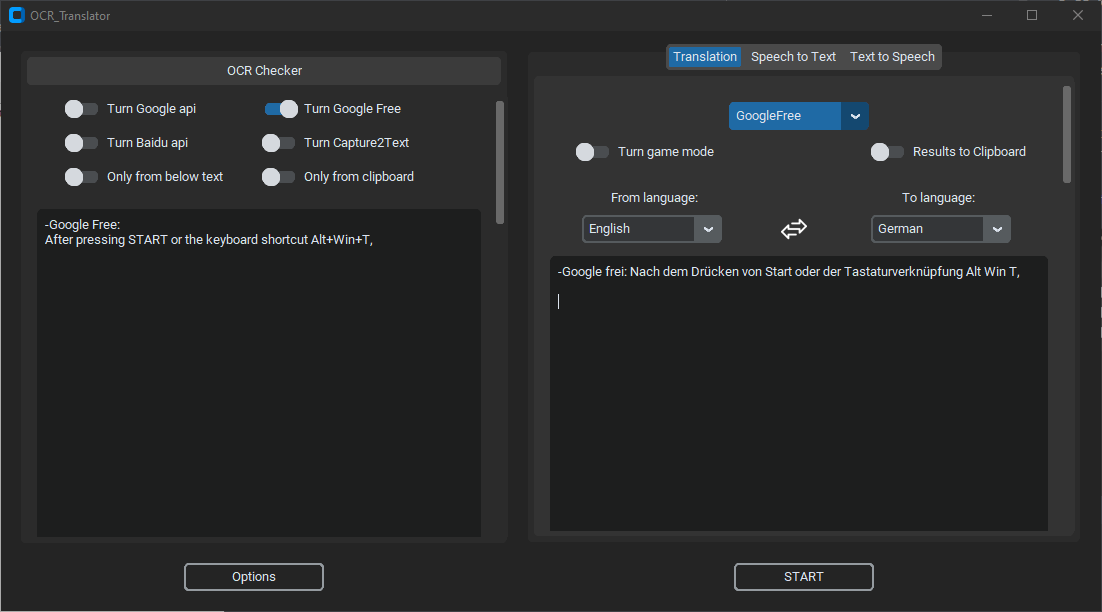 OCR_Translator
OCR Checker
Turn Google api
Turn Google Free
Turn Baidu api
Turn Capture2Text
Only from below text
Only from clipboard
-Google Free:
After pressing START or the keyboard shortcut Alt+Win+T,
Options
Translation Speech to Text Text to Speech
GoogleFree
Turn game mode
Results to Clipboard
From language:
To language:
English
German
-Google frei: Nach dem Drücken von Start oder der Tastaturverknüpfung Alt Win T,
START